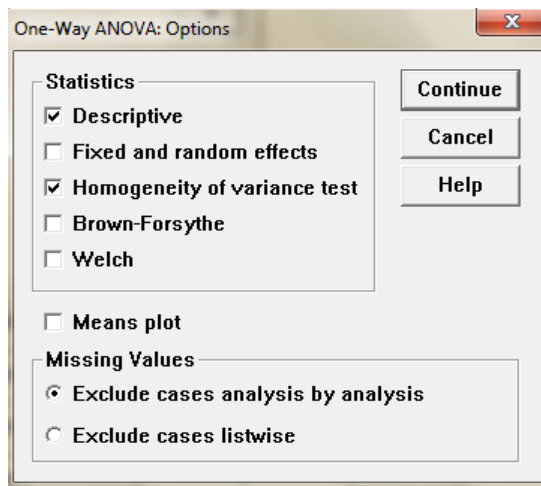 One-Way ANOVA: Options
Statistics
Descriptive
Fixed and random effects
Homogeneity of variance test
Brown-Forsythe
Welch
Continue
Cancel
Help
Means plot
Missing Values
Exclude cases analysis by analysis
Exclude cases listwise